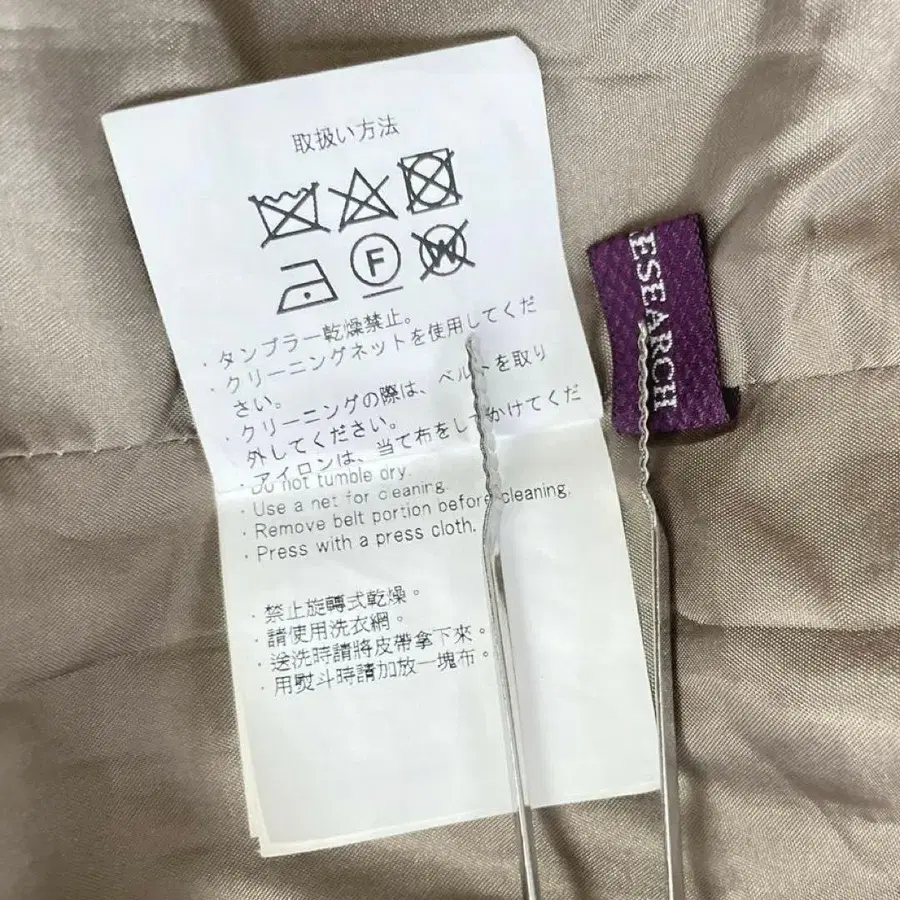 取扱い方法
F
W
・タンブラー乾燥禁止。
・クリーニングネットを使用してくだ
さい。
・クリーニングの際は、ベルトを取り
外してください。
・アイロンは、当て布をしてかけてくだ
・Do not tumble dry.
・Use a net for cleaning.
・Remove belt portion before cleaning.
・Press with a press cloth.
・禁止旋轉式乾燥。
・請使用洗衣網。
・送洗時請將皮帶拿下來。
・用熨斗時請加放一塊布。
ESEARCH